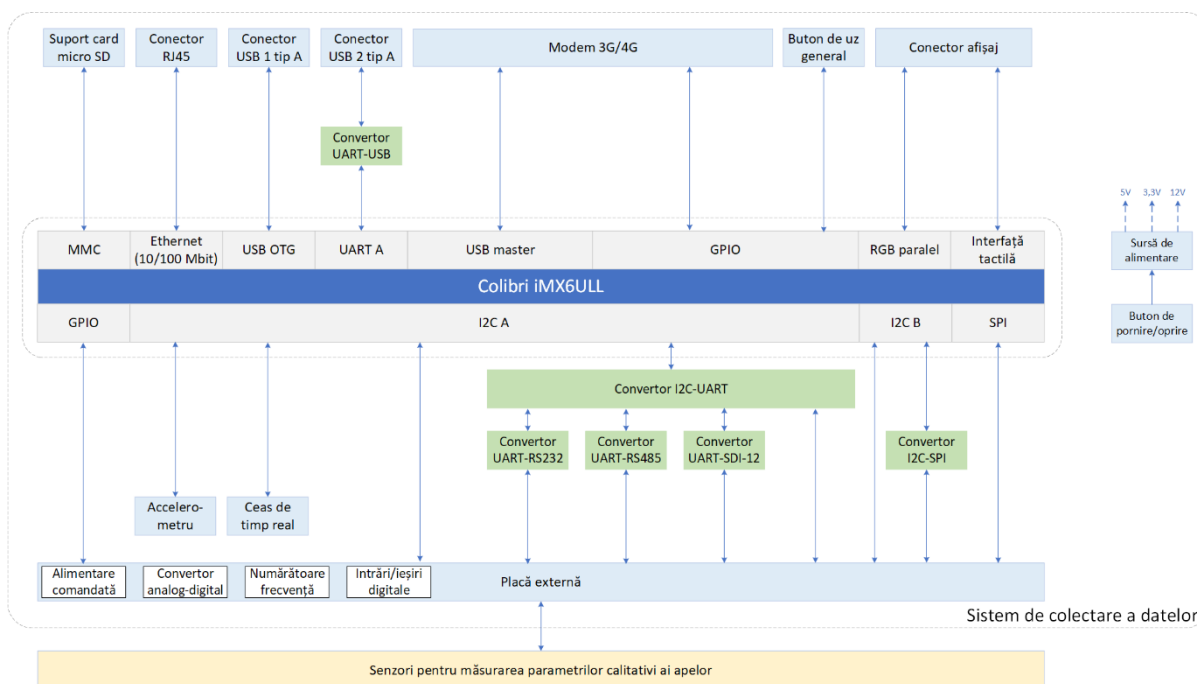 Suport card
micro SD
Conector
RJ45
Conector
USB 1 tip A
Conector
USB 2 tip A
Modem 3G/4G
Buton de uz
general
Conector afișaj
Convertor
UART-USB
5V 3,3V 12V
MMC
Ethernet
(10/100 Mbit)
USB OTG
UART A
USB master
GPIO
RGB paralel
Interfață
tactilă
Sursă de
alimentare
Colibri iMX6ULL
GPIO
I2C A
I2C B
SPI
Buton de
pornire/oprire
Convertor I2C-UART
Convertor
UART-RS232
Convertor
UART-RS485
Convertor
UART-SDI-12
Convertor
I2C-SPI
Accelero-
metru
Ceas de
timp real
Alimentare
comandată
Convertor
analog-digital
Numărătoare
frecvență
Intrări/ieșiri
digitale
Placă externă
Sistem de colectare a datelor
Senzori pentru măsurarea parametrilor calitativi ai apelor